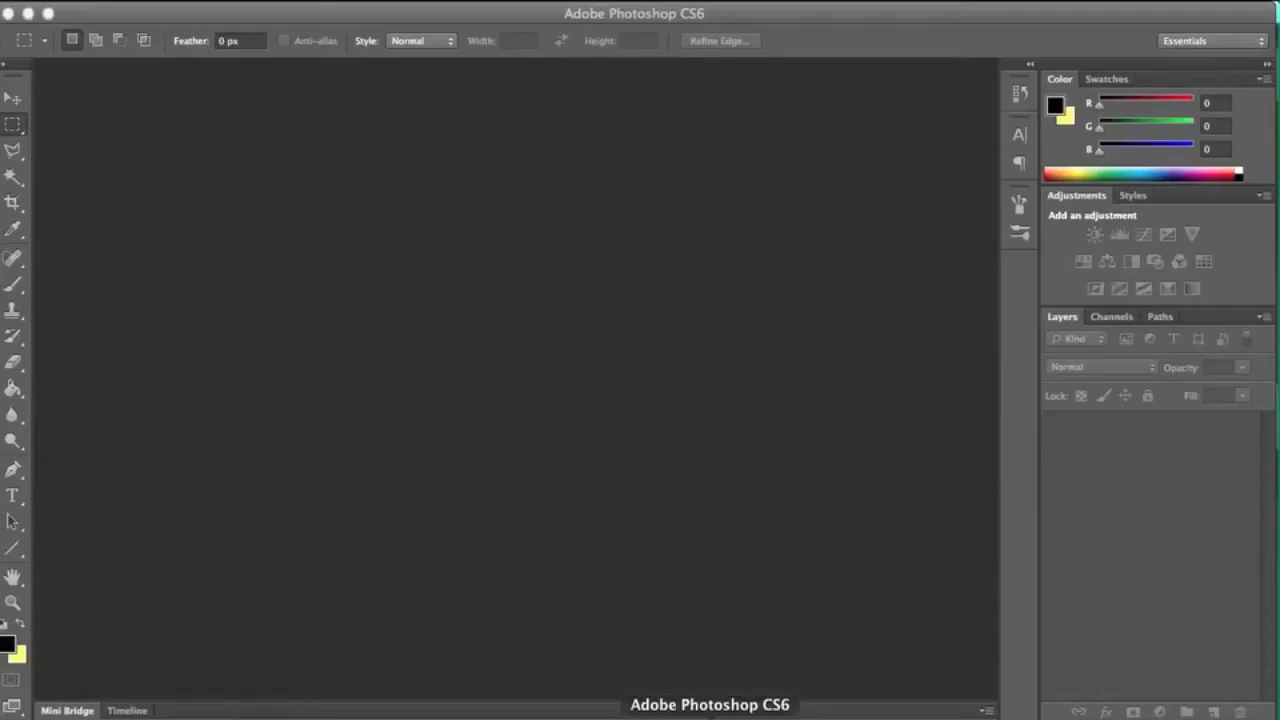 Adobe Photoshop CS6
Feather: 0 px Anti-alias Style: Normal Width: Height: Refine Edge... Essentials
Color Swatches
R 0
G 0
B 0
Adjustments Styles
Add an adjustment
Layers Channels Paths
Kind
Normal Opacity:
Lock: Fill:
Mini Bridge Timeline
Adobe Photoshop CS6